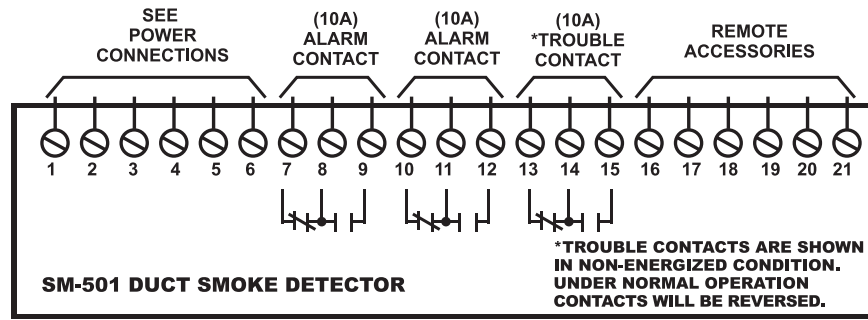 SEE
POWER
CONNECTIONS
(10A)
ALARM
CONTACT
(10A)
ALARM
CONTACT
(10A)
*TROUBLE
CONTACT
REMOTE
ACCESSORIES
1 2 3 4 5 6 7 8 9 10 11 12 13 14 15 16 17 18 19 20 21
*TROUBLE CONTACTS ARE SHOWN
IN NON-ENERGIZED CONDITION.
UNDER NORMAL OPERATION
CONTACTS WILL BE REVERSED.
SM-501 DUCT SMOKE DETECTOR